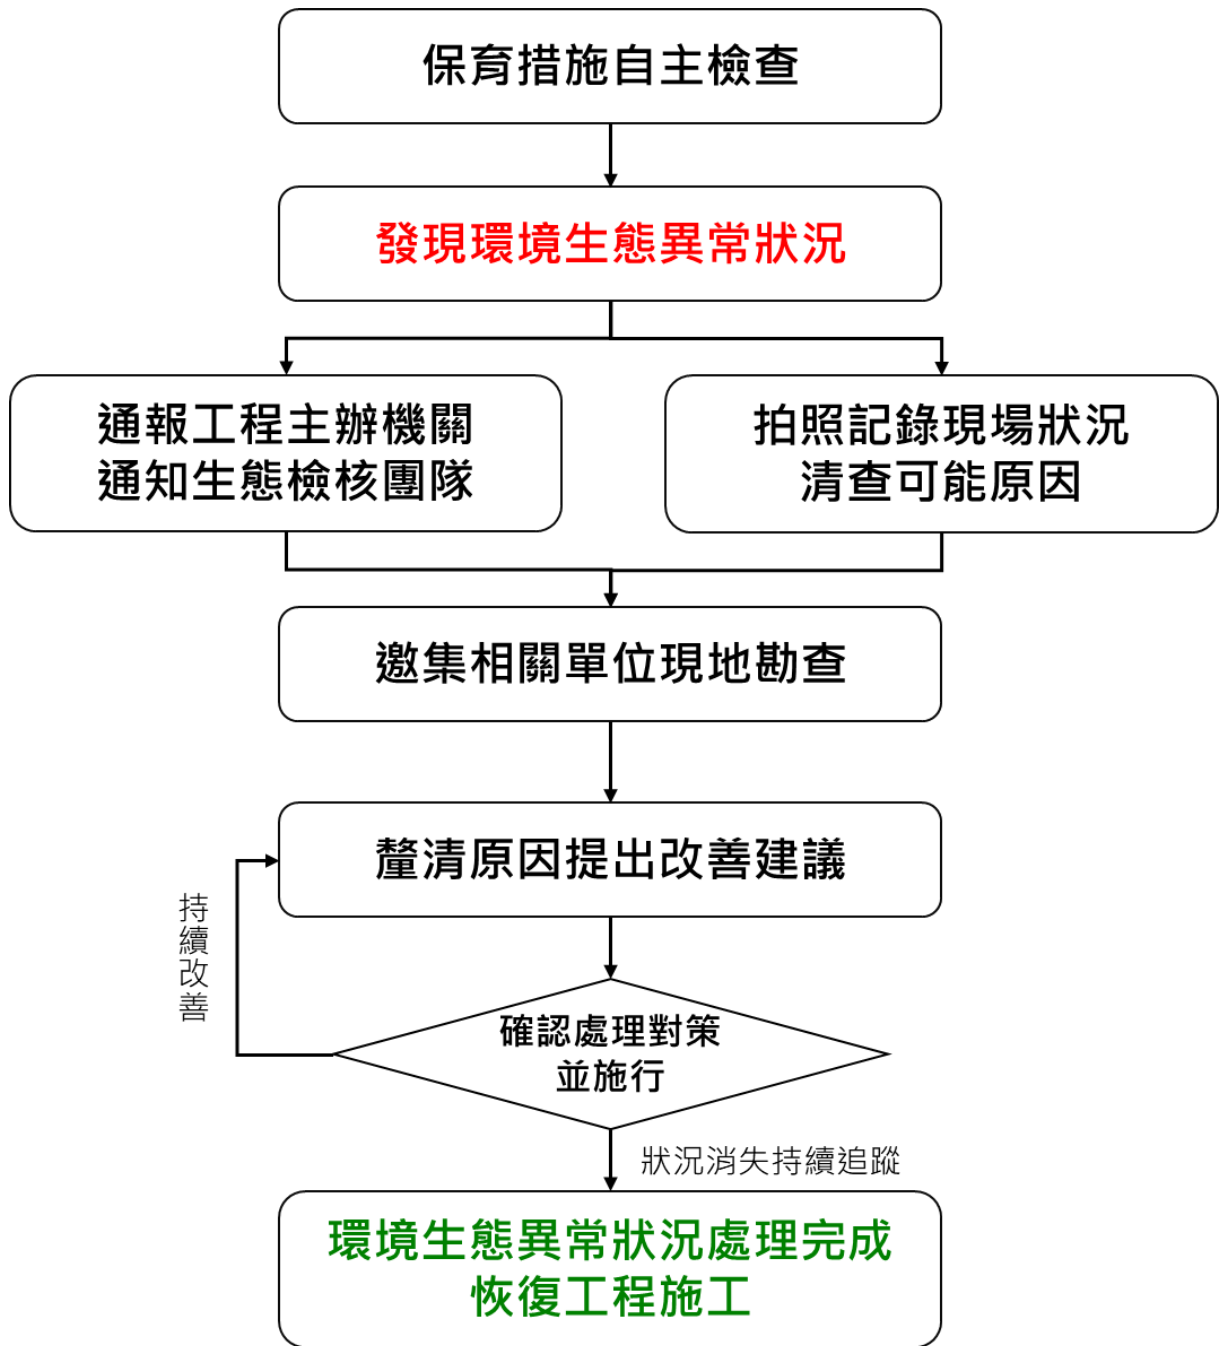 保育措施自主檢查
發現環境生態異常狀況
通報工程主辦機關
通知生態檢核團隊
拍照記錄現場狀況
清查可能原因
邀集相關單位現地勘查
釐清原因提出改善建議
持續改善
確認處理對策
並施行
狀況消失持續追蹤
環境生態異常狀況處理完成
恢復工程施工